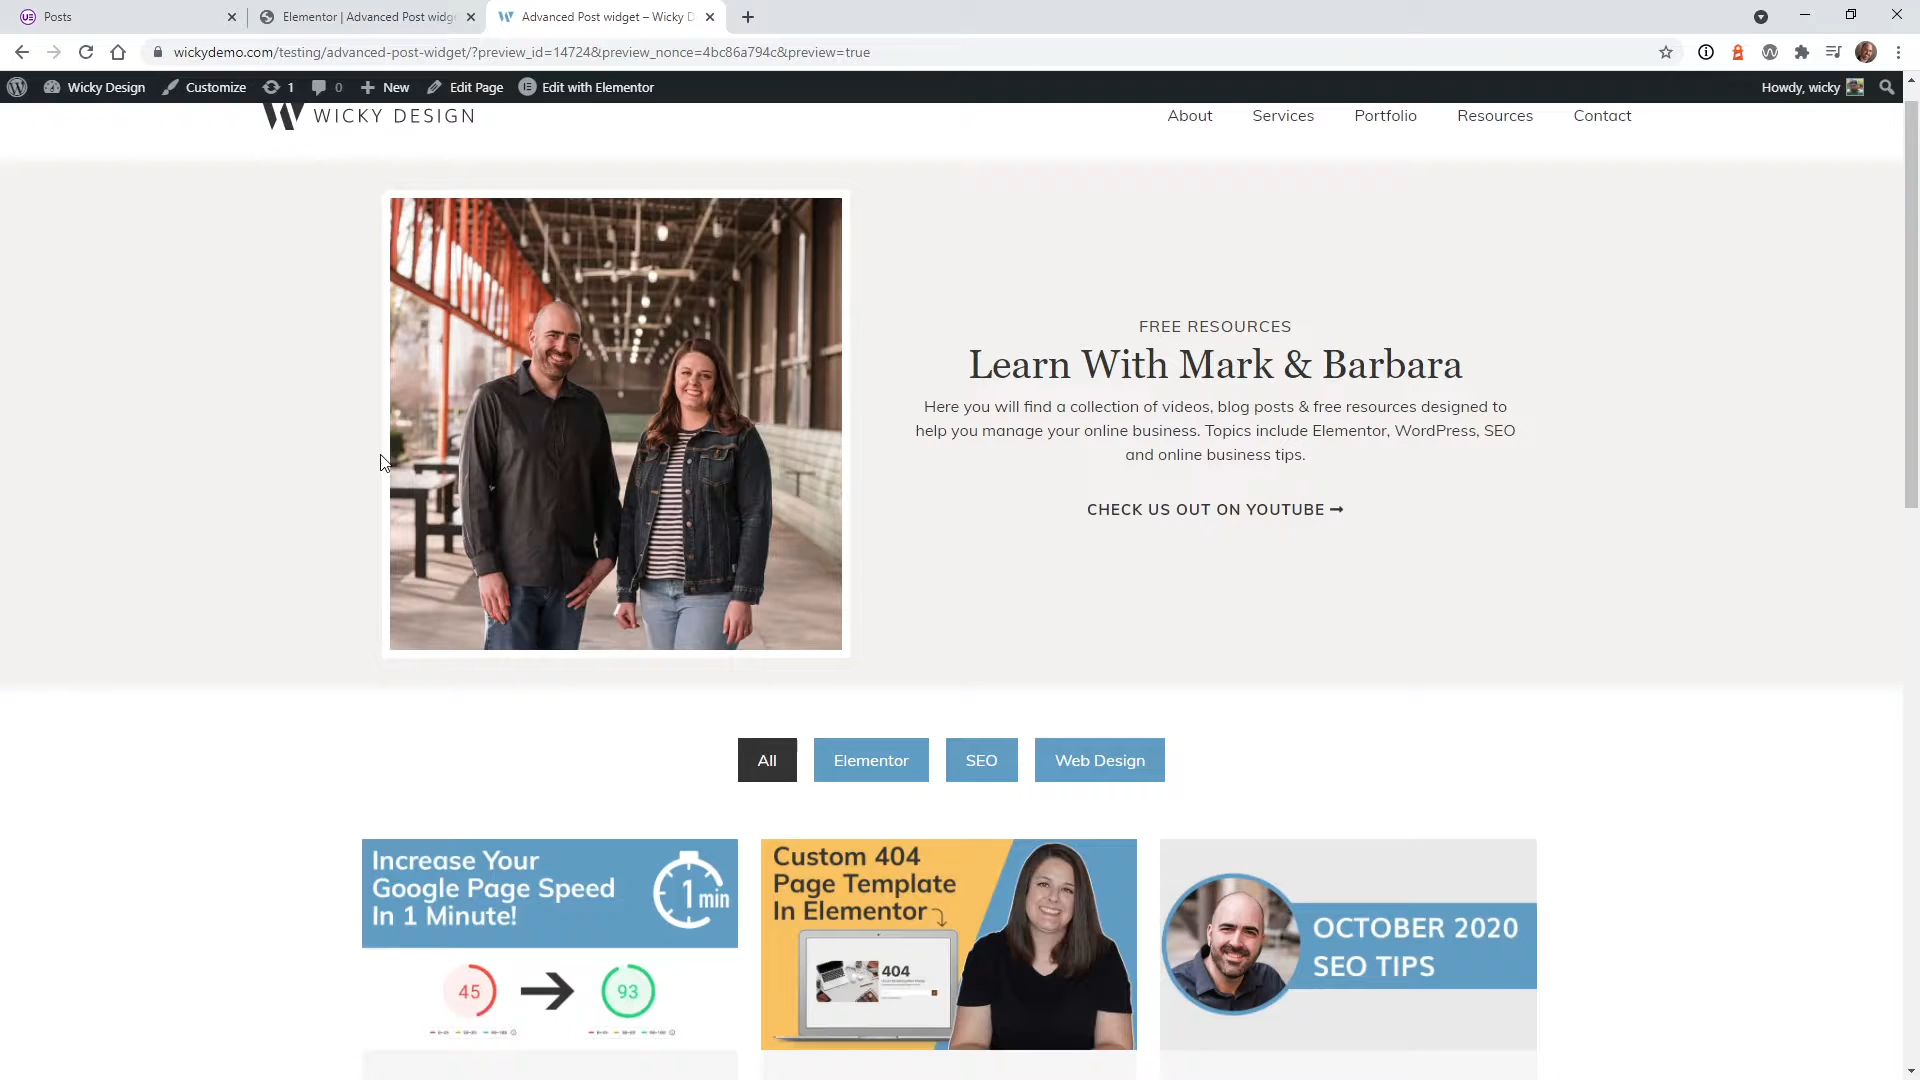 Posts
Elementor | Advanced Post widg
Advanced Post widget – Wicky D
wickydemo.com/testing/advanced-post-widget/?preview_id=14724&preview_nonce=4bc86a794c&preview=true
Wicky Design
Customize
1
0
New
Edit Page
Edit with Elementor
Howdy, wicky
WICKY DESIGN
About
Services
Portfolio
Resources
Contact
FREE RESOURCES
Learn With Mark & Barbara
Here you will find a collection of videos, blog posts & free resources designed to
help you manage your online business. Topics include Elementor, WordPress, SEO
and online business tips.
CHECK US OUT ON YOUTUBE ➞
All
Elementor
SEO
Web Design
Increase Your
Google Page Speed
In 1 Minute!
1 min
45
93
Custom 404
Page Template
In Elementor
404
OCTOBER 2020
SEO TIPS